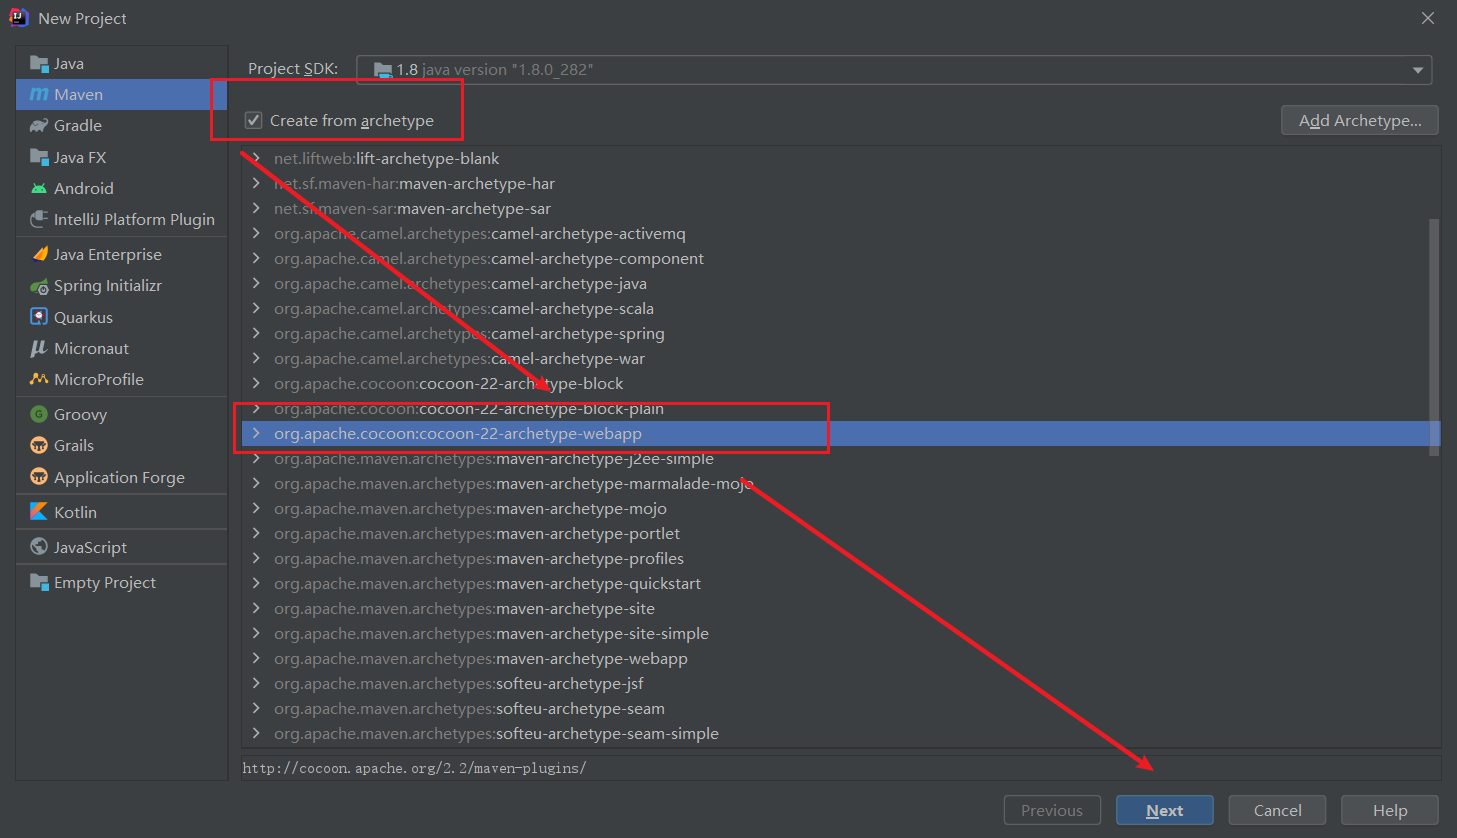 New Project
Java
Maven
Gradle
Java FX
Android
IntelliJ Platform Plugin
Java Enterprise
Spring Initializr
Quarkus
Micronaut
MicroProfile
Groovy
Grails
Application Forge
Kotlin
JavaScript
Empty Project
Project SDK: 1.8 java version "1.8.0_282"
Create from archetype
Add Archetype...
net.liftweb:lift-archetype-blank
net.sf.maven-har:maven-archetype-har
net.sf.maven-sar:maven-archetype-sar
org.apache.camel.archetypes:camel-archetype-activemq
org.apache.camel.archetypes:camel-archetype-component
org.apache.camel.archetypes:camel-archetype-java
org.apache.camel.archetypes:camel-archetype-scala
org.apache.camel.archetypes:camel-archetype-spring
org.apache.camel.archetypes:camel-archetype-war
org.apache.cocoon:cocoon-22-archetype-block
org.apache.cocoon:cocoon-22-archetype-block-plain
org.apache.cocoon:cocoon-22-archetype-webapp
org.apache.maven.archetypes:maven-archetype-j2ee-simple
org.apache.maven.archetypes:maven-archetype-marmalade-mojo
org.apache.maven.archetypes:maven-archetype-mojo
org.apache.maven.archetypes:maven-archetype-portlet
org.apache.maven.archetypes:maven-archetype-profiles
org.apache.maven.archetypes:maven-archetype-quickstart
org.apache.maven.archetypes:maven-archetype-site
org.apache.maven.archetypes:maven-archetype-site-simple
org.apache.maven.archetypes:maven-archetype-webapp
org.apache.maven.archetypes:softeu-archetype-jsf
org.apache.maven.archetypes:softeu-archetype-seam
org.apache.maven.archetypes:softeu-archetype-seam-simple
http://cocoon.apache.org/2.2/maven-plugins/
Previous
Next
Cancel
Help